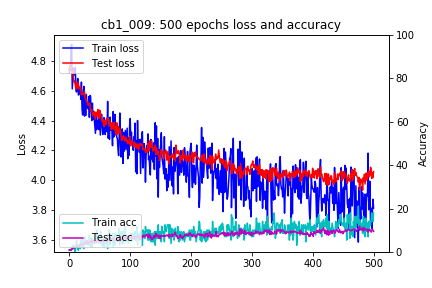 cb1_009: 500 epochs loss and accuracy
Train loss
Test loss
Train acc
Test acc
Loss
Accuracy
4.8
4.6
4.4
4.2
4.0
3.8
3.6
100
80
60
40
20
0
0 100 200 300 400 500